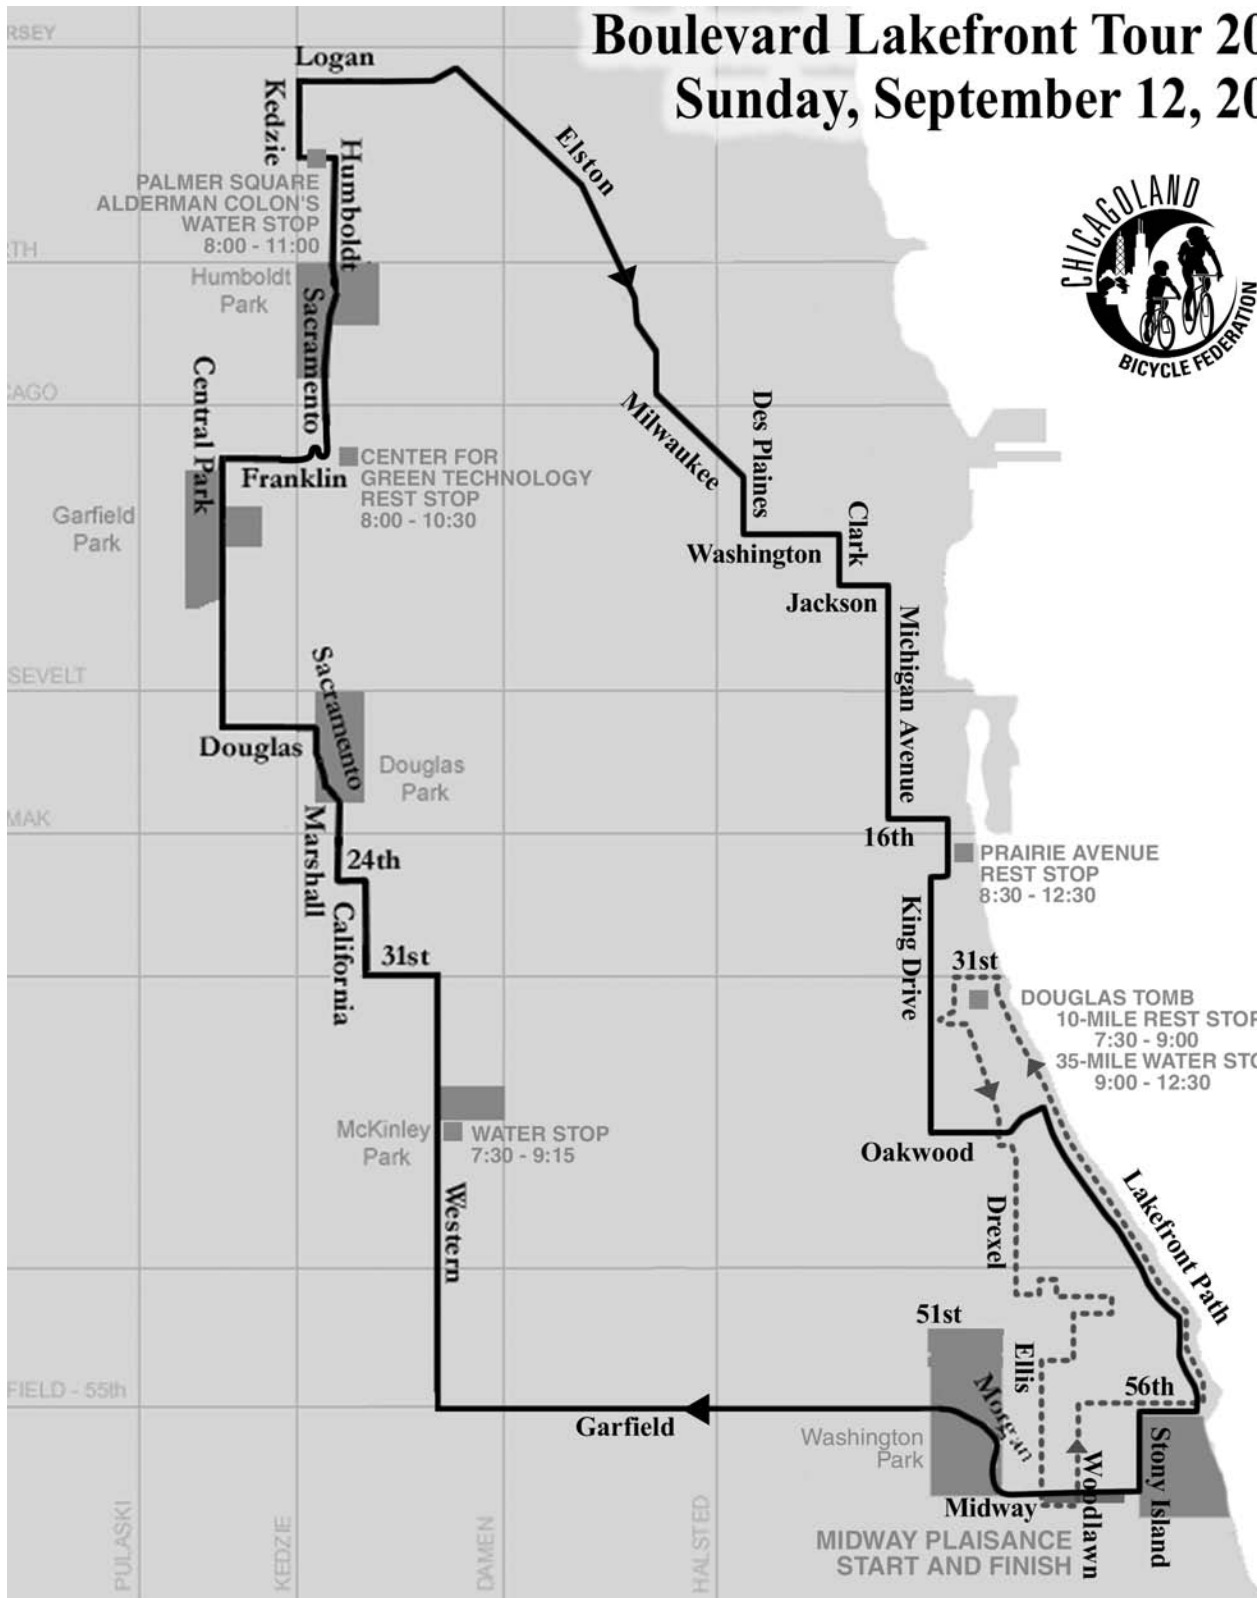 Boulevard Lakefront Tour 20
Sunday, September 12, 20
RSEY
Logan
Kedzie
Humboldt
Elston
PALMER SQUARE
ALDERMAN COLON'S
WATER STOP
8:00 - 11:00
CHICAGOLAND
BICYCLE FEDERATION
RTH
Humboldt
Park
Sacramento
Central Park
CAGO
Milwaukee
Des Plaines
Franklin
CENTER FOR
GREEN TECHNOLOGY
REST STOP
8:00 - 10:30
Garfield
Park
Clark
Washington
Jackson
Michigan Avenue
SEVELT
Sacramento
Douglas
Douglas
Park
MAK
Marshall
24th
16th
PRAIRIE AVENUE
REST STOP
8:30 - 12:30
California
31st
King Drive
31st
DOUGLAS TOMB
10-MILE REST STOP
7:30 - 9:00
35-MILE WATER STO
9:00 - 12:30
McKinley
Park
WATER STOP
7:30 - 9:15
Oakwood
Western
Drexel
Lakefront Path
51st
Ellis
Morgan
56th
FIELD - 55th
Garfield
Washington
Park
Midway
Woodlawn
Stony Island
MIDWAY PLAISANCE
START AND FINISH
PULASKI
KEDZIE
DAMEN
HALSTED